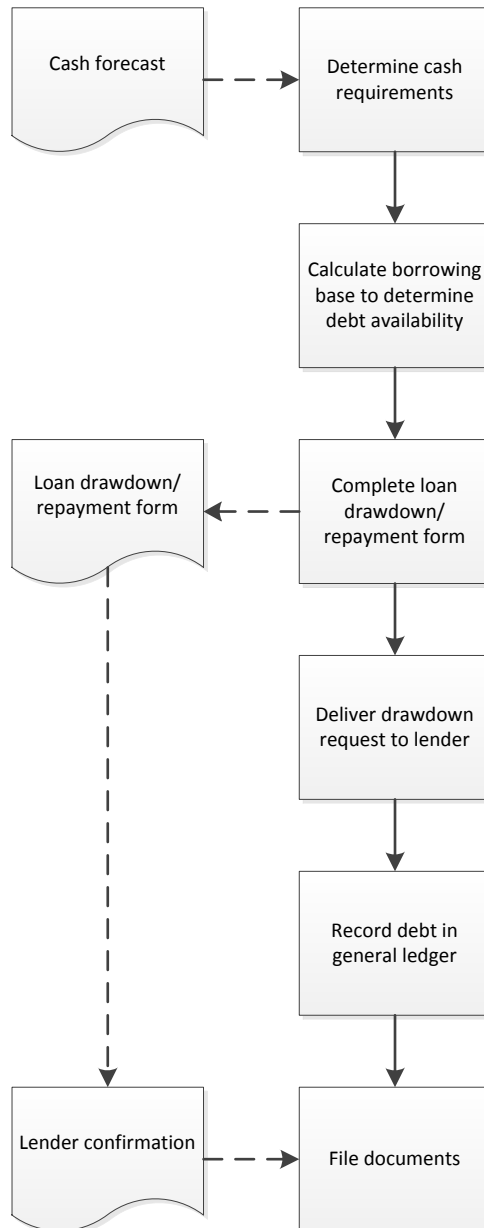 Cash forecast
Determine cash
requirements
Calculate borrowing
base to determine
debt availability
Loan drawdown/
repayment form
Complete loan
drawdown/
repayment form
Deliver drawdown
request to lender
Record debt in
general ledger
Lender confirmation
File documents